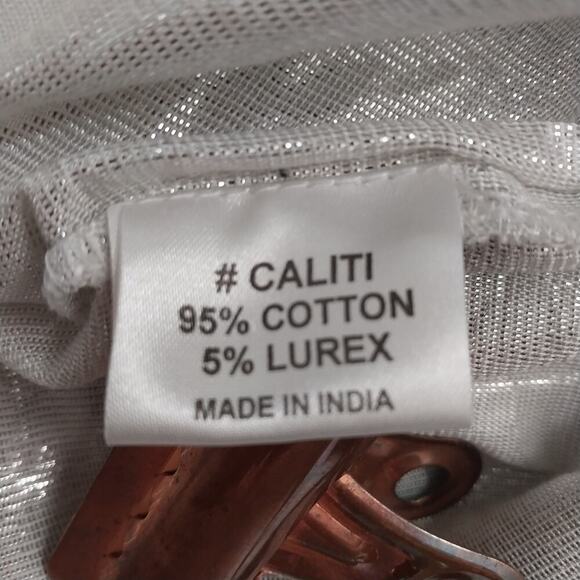 # CALITI
95% COTTON
5% LUREX
MADE IN INDIA